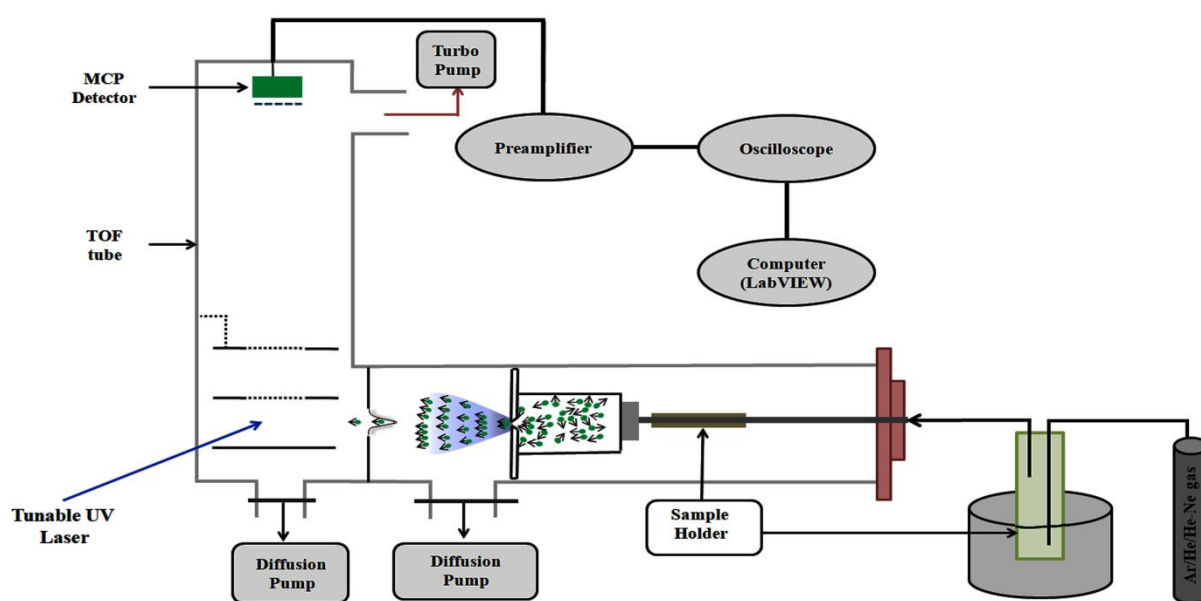 MCP
Detector
Turbo
Pump
Preamplifier
Oscilloscope
TOF
tube
Computer
(LabVIEW)
Tunable UV
Laser
Sample
Holder
Diffusion
Pump
Diffusion
Pump
Ar/He/He-Ne gas